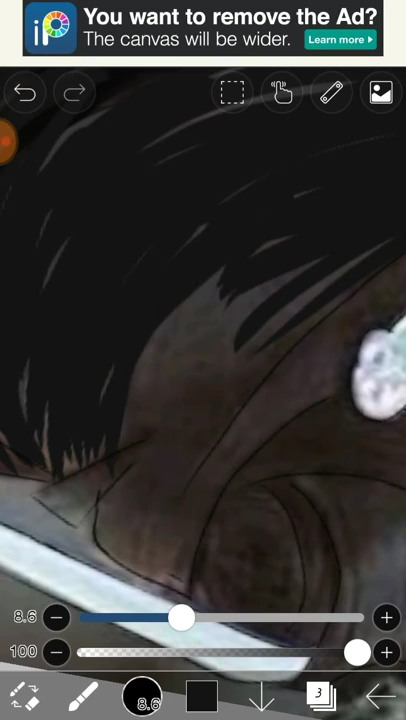 iP
You want to remove the Ad?
The canvas will be wider.
Learn more
8.6
100
8.6
3